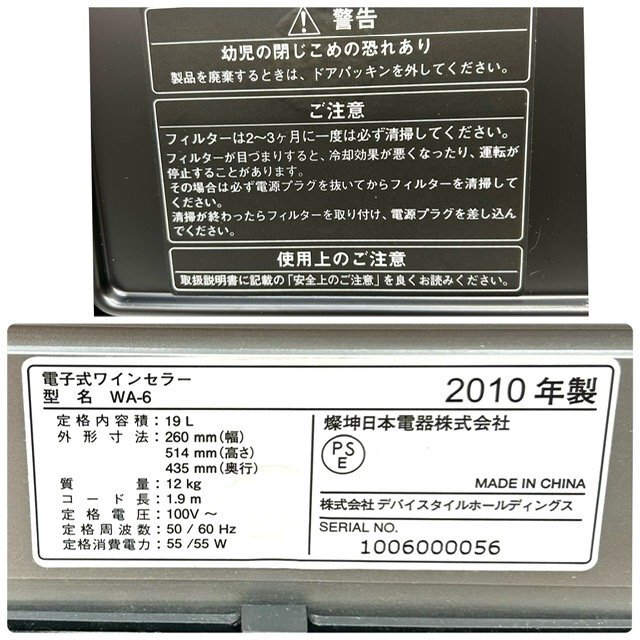 警告
幼児の閉じこめの恐れあり
製品を廃棄するときは、ドアパッキンを外してください。
ご注意
フィルターは2〜3ヶ月に一度は必ず清掃してください。
フィルターが目づまりすると、冷却効果が悪くなったり、運転が
停止することがあります。
その場合は必ず電源プラグを抜いてからフィルターを清掃して
ください。
清掃が終わったらフィルターを取り付け、電源プラグを差し込ん
でください。
使用上のご注意
取扱説明書に記載の「安全上のご注意」を良くお読みください。
電子式ワインセラー
型 名 WA-6
2010年製
定格内容積：19 L
外形寸法：260 mm(幅)
514 mm(高さ)
435 mm(奥行)
質量：12 kg
コード長：1.9 m
定格電圧：100V〜
定格周波数：50 / 60 Hz
定格消費電力：55 /55 W
燦坤日本電器株式会社
PSE
MADE IN CHINA
株式会社デバイスタイルホールディングス
SERIAL NO.
1006000056